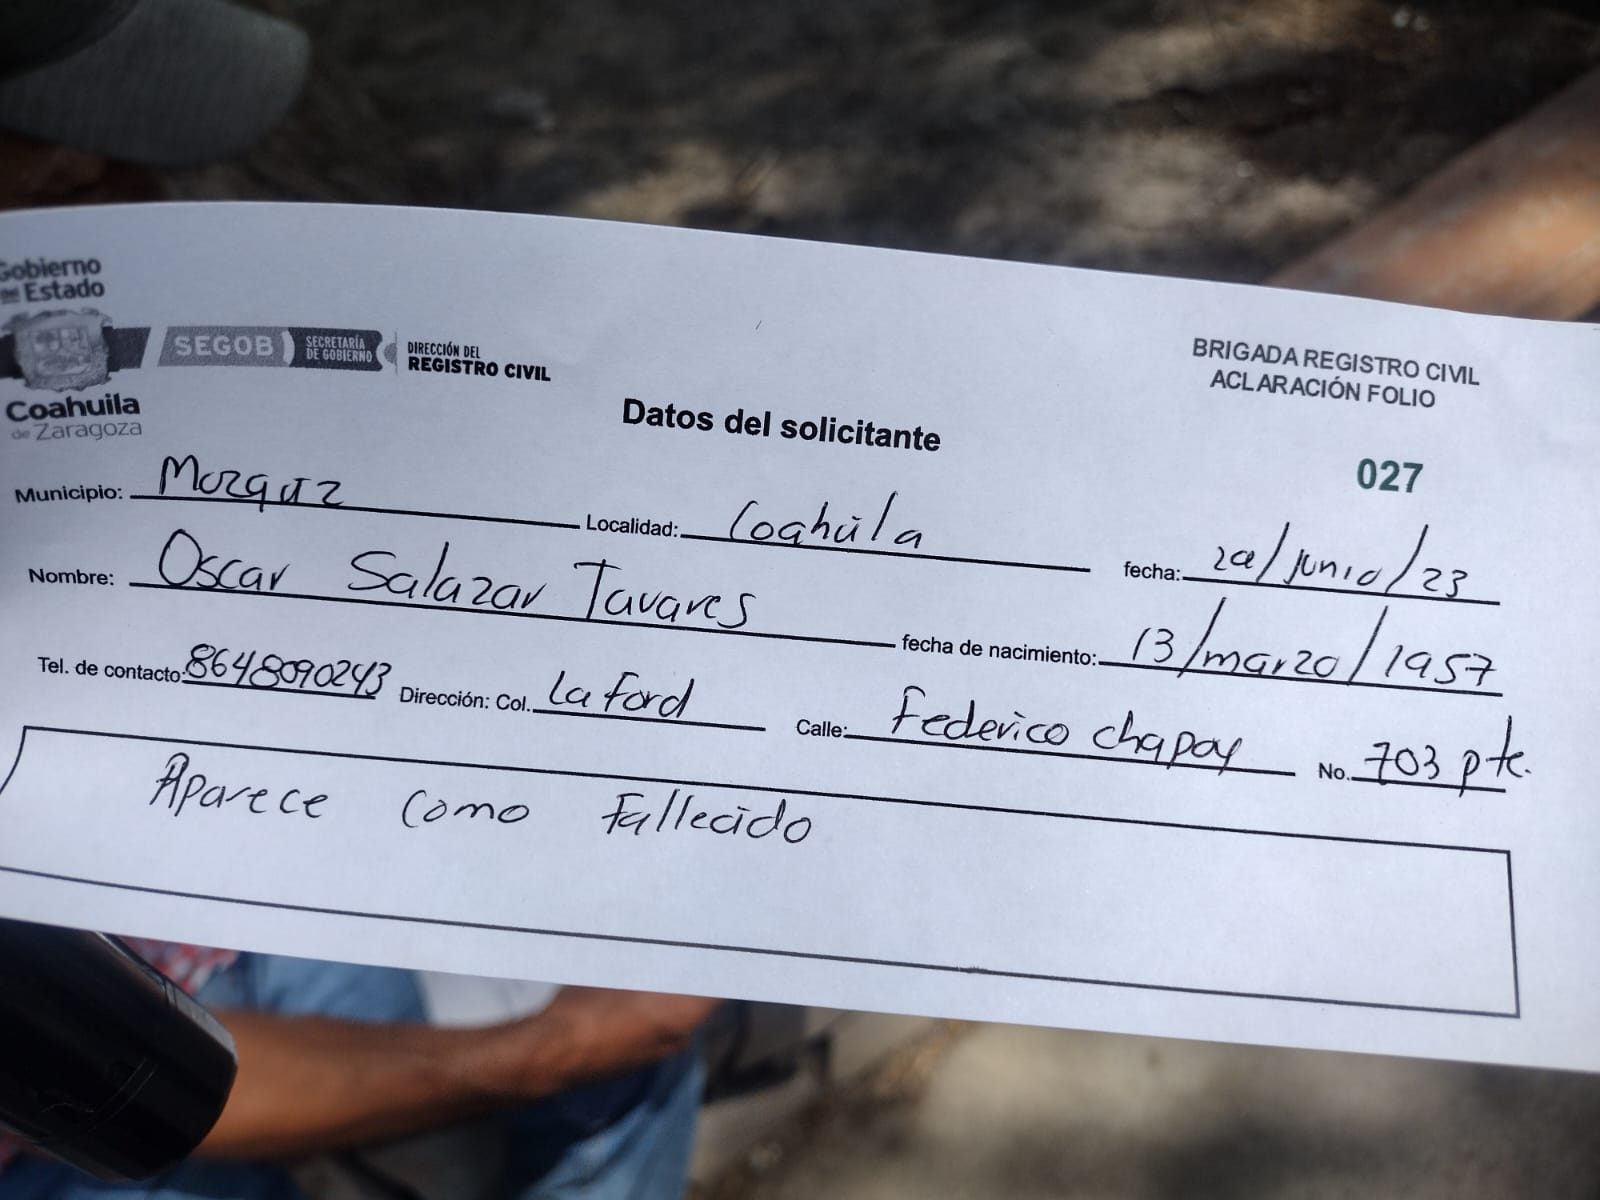 Gobierno
del Estado
Coahuila
de Zaragoza
SEGOB SECRETARÍA DE GOBIERNO
DIRECCIÓN DEL
REGISTRO CIVIL
BRIGADA REGISTRO CIVIL
ACLARACIÓN FOLIO
027
Datos del solicitante
Municipio: Morquiz Localidad: Coahuila fecha: 29/junio/23
Nombre: Oscar Salazar Tavares fecha de nacimiento: 13/marzo/1957
Tel. de contacto: 8648090243 Dirección: Col. La Ford Calle: Federico chapoy No. 703 pte.
Aparece como Fallecido